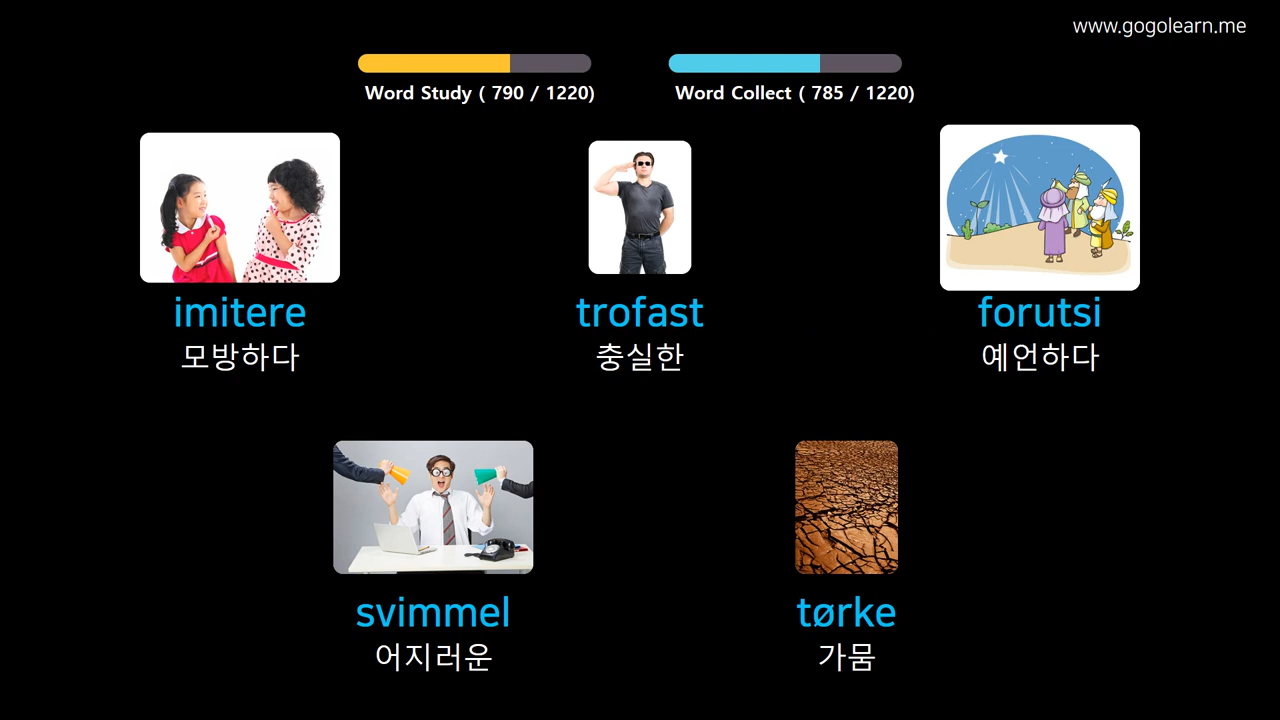 www.gogolearn.me
Word Study ( 790 / 1220)
Word Collect ( 785 / 1220)
imitere
모방하다
trofast
충실한
forutsi
예언하다
svimmel
어지러운
tørke
가뭄